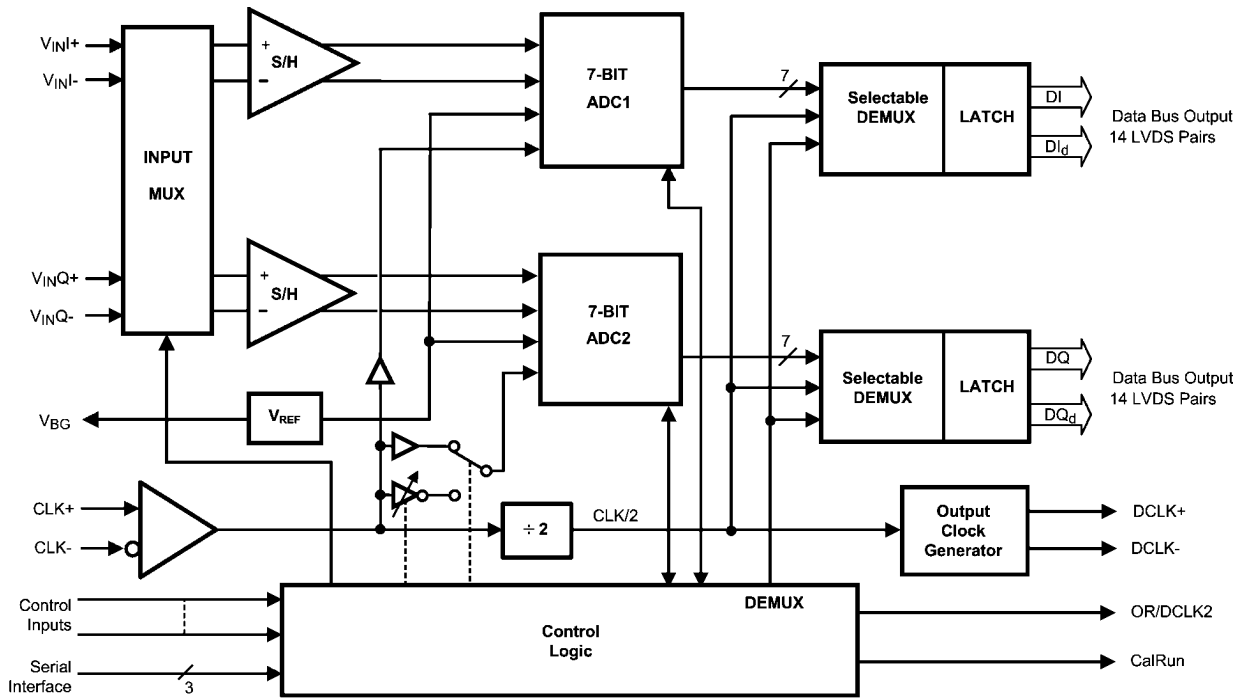 VINI+
VINI-
INPUT
MUX
+
S/H
−
7-BIT
ADC1
7
Selectable
DEMUX
LATCH
DI
DId
Data Bus Output
14 LVDS Pairs
VINQ+
VINQ-
+
S/H
−
7-BIT
ADC2
7
Selectable
DEMUX
LATCH
DQ
DQd
Data Bus Output
14 LVDS Pairs
VBG
VREF
CLK+
CLK-
÷ 2
CLK/2
Output
Clock
Generator
DCLK+
DCLK-
Control
Inputs
Serial
Interface
3
DEMUX
Control
Logic
OR/DCLK2
CalRun